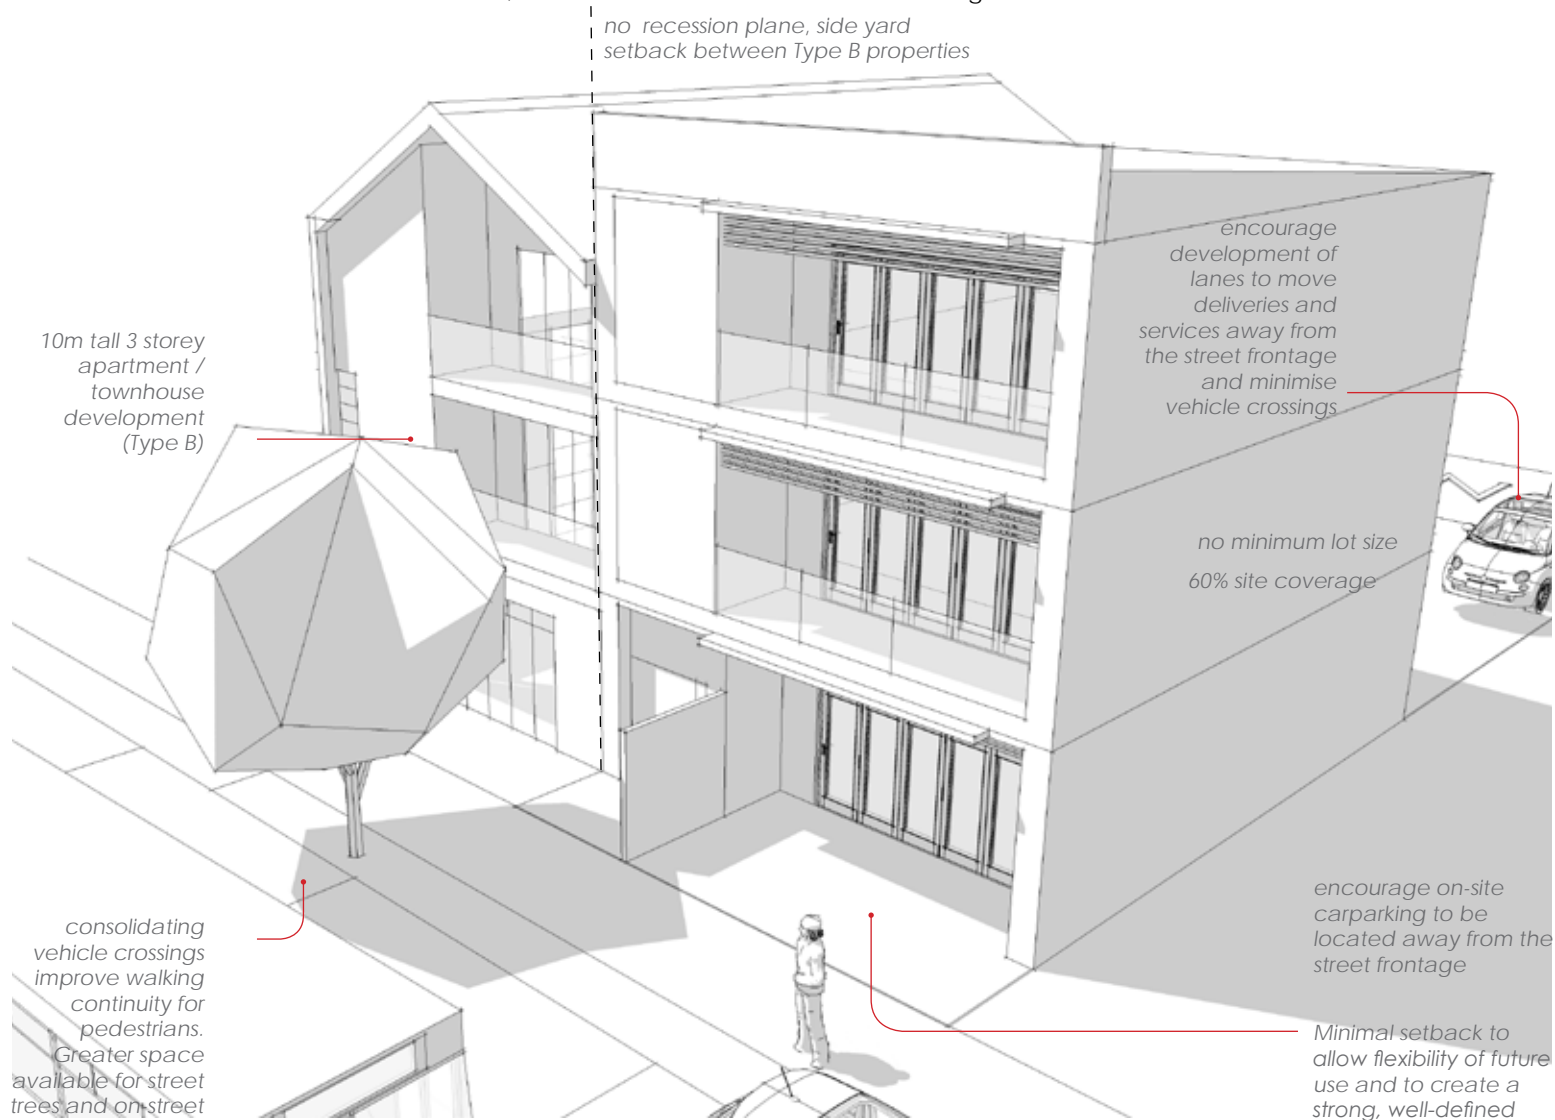 no recession plane, side yard
setback between Type B properties
encourage
development of
lanes to move
deliveries and
services away from
the street frontage
and minimise
vehicle crossings
10m tall 3 storey
apartment /
townhouse
development
(Type B)
no minimum lot size
60% site coverage
encourage on-site
carparking to be
located away from the
street frontage
consolidating
vehicle crossings
improve walking
continuity for
pedestrians.
Greater space
available for street
trees and on-street
Minimal setback to
allow flexibility of future
use and to create a
strong, well-defined